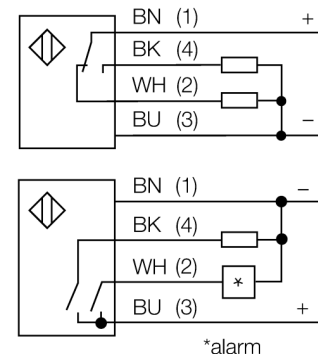 BN (1) +
BK (4)
WH (2)
BU (3) −
BN (1) −
BK (4)
WH (2)
*
BU (3) +
*alarm